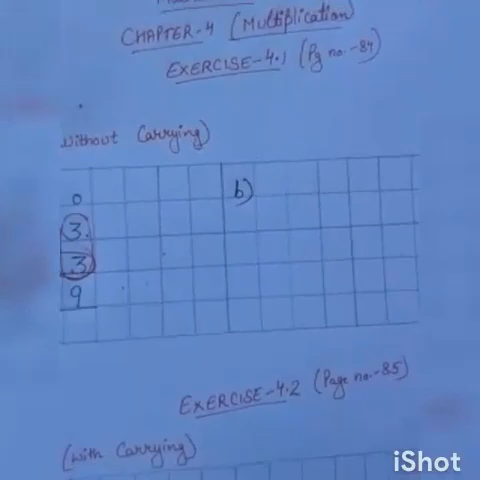 CHAPTER-4 (Multiplication)
EXERCISE-4.1 (Pg no.-84)
Without Carrying)
0
b)
3
3
9
EXERCISE-4.2 (Page no.-85)
(With Carrying)
iShot